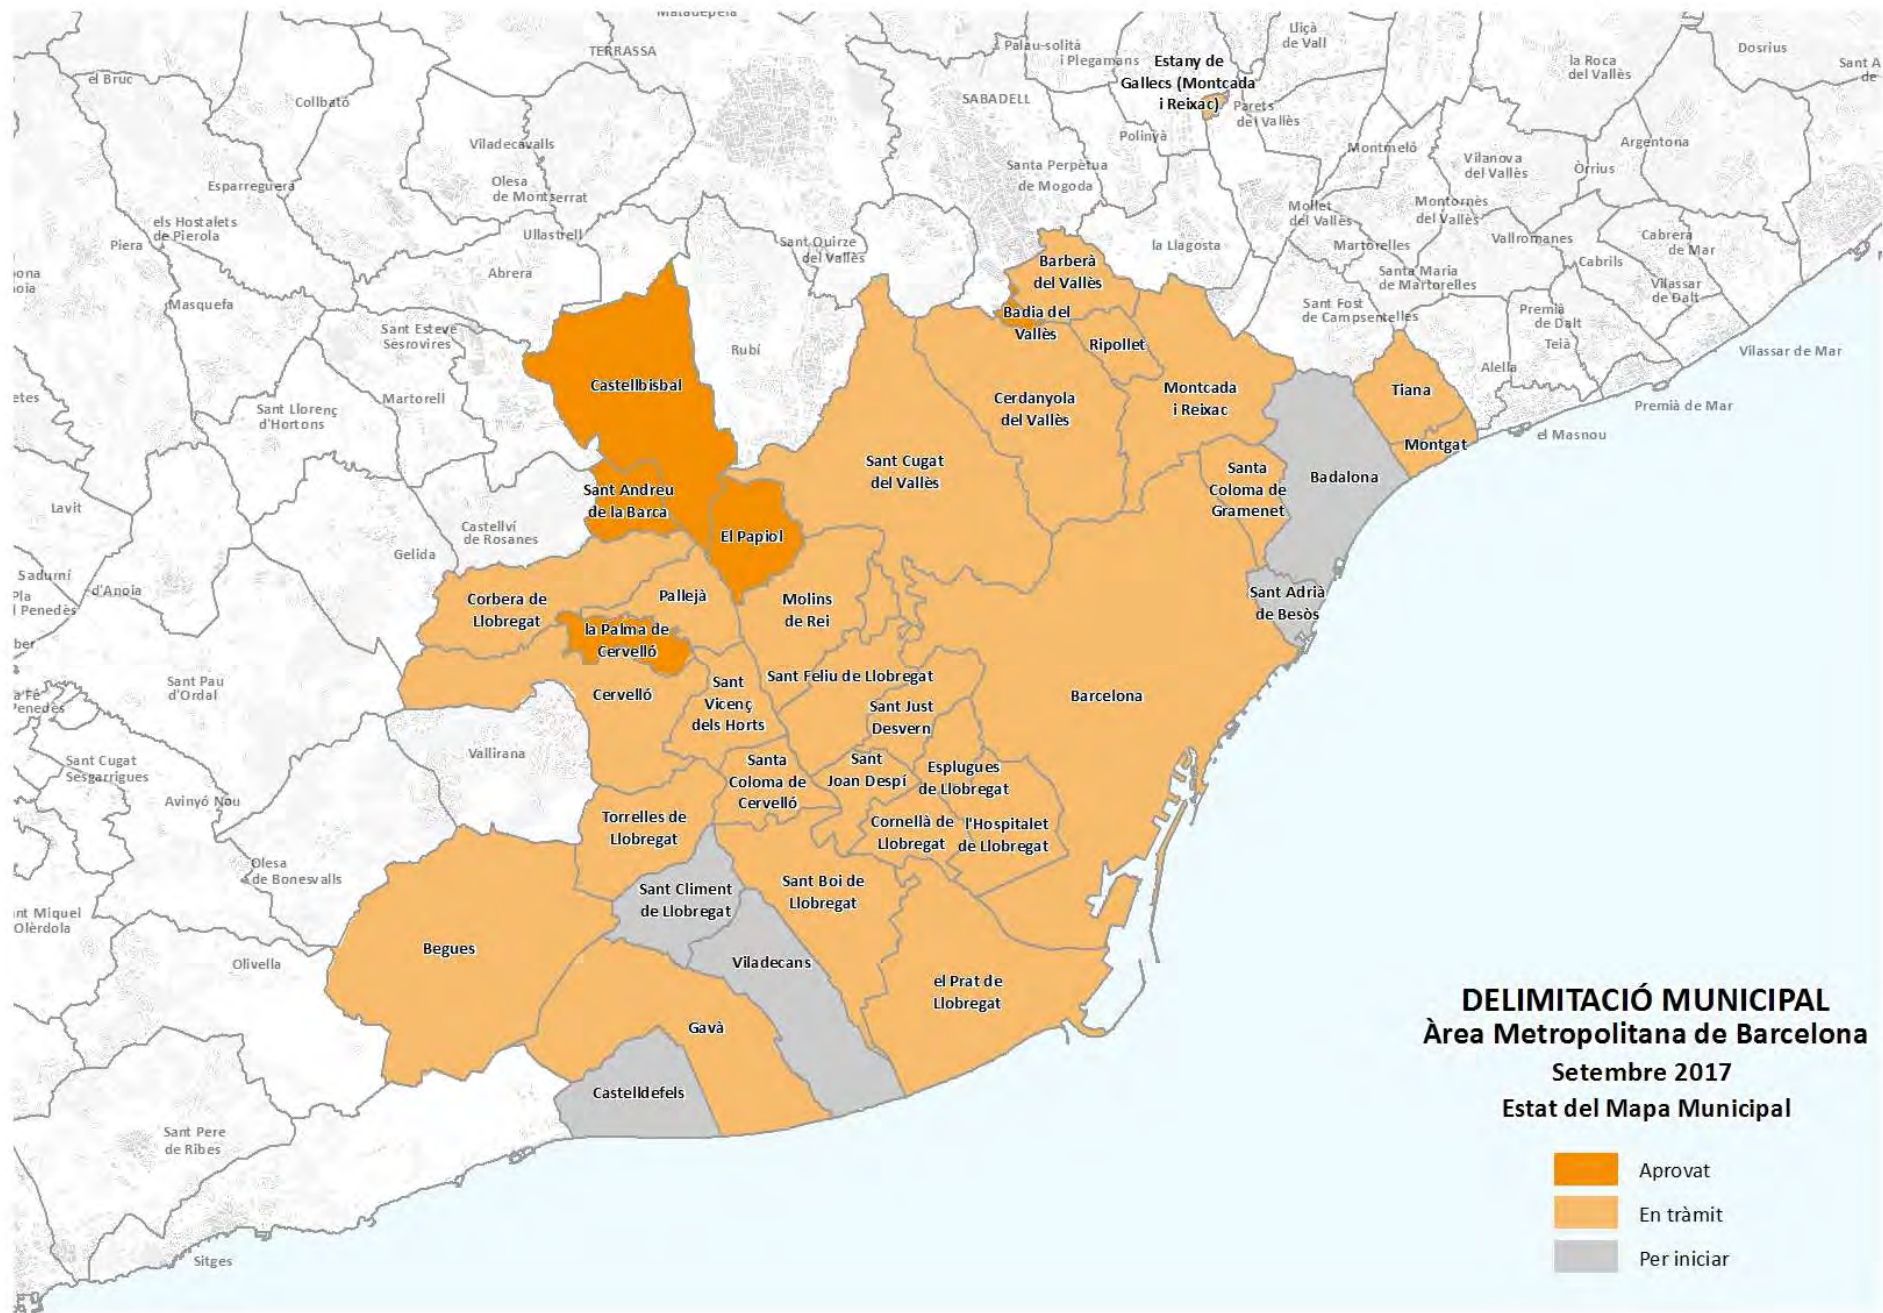 Matadepera
TERRASSA
el Bruc
Collbató
Viladecavalls
Olesa
de Montserrat
Esparreguera
els Hostalets
de Pierola
Piera
Ullastrell
Abrera
Masquefa
Sant Esteve
Sesrovires
Martorell
Sant Llorenç
d'Hortons
Lavit
Gelida
Castellví
de Rosanes
Sadurní
d'Anoia
Pla
l Penedès
Sant Pau
d'Ordal
Vallirana
Sant Cugat
Sesgarrigues
Avinyó Nou
Olesa
de Bonesvalls
nt Miquel
Olèrdola
Olivella
Sant Pere
de Ribes
Sitges
Palau-solità
i Plegamans
Estany de
Gallecs (Montcada
i Reixac)
Lliçà
de Vall
la Roca
del Vallès
Dosrius
Sant A
de
SABADELL
Polinyà
Parets
del Vallès
Montmeló
Vilanova
del Vallès
Òrrius
Argentona
Santa Perpètua
de Mogoda
Mollet
del Vallès
Montornès
del Vallès
Sant Quirze
del Vallès
la Llagosta
Martorelles
Vallromanes
Cabrera
de Mar
Santa Maria
de Martorelles
Cabrils
Vilassar
de Dalt
Sant Fost
de Campsentelles
Premià
de Dalt
Teià
Vilassar de Mar
Alella
Premià de Mar
el Masnou
Rubí
Barberà
del Vallès
Badia del
Vallès
Ripollet
Castellbisbal
Cerdanyola
del Vallès
Montcada
i Reixac
Tiana
Montgat
Sant Cugat
del Vallès
Santa
Coloma de
Gramenet
Badalona
Sant Andreu
de la Barca
El Papiol
Corbera de
Llobregat
Pallejà
Molins
de Rei
Sant Adrià
de Besòs
la Palma de
Cervelló
Cervelló
Sant
Vicenç
dels Horts
Sant Feliu de Llobregat
Sant Just
Desvern
Barcelona
Santa
Coloma de
Cervelló
Sant
Joan Despí
Esplugues
de Llobregat
Torrelles de
Llobregat
Cornellà de
Llobregat
l'Hospitalet
de Llobregat
Sant Climent
de Llobregat
Sant Boi de
Llobregat
Begues
Viladecans
el Prat de
Llobregat
Gavà
Castelldefels
DELIMITACIÓ MUNICIPAL
Àrea Metropolitana de Barcelona
Setembre 2017
Estat del Mapa Municipal
Aprovat
En tràmit
Per iniciar